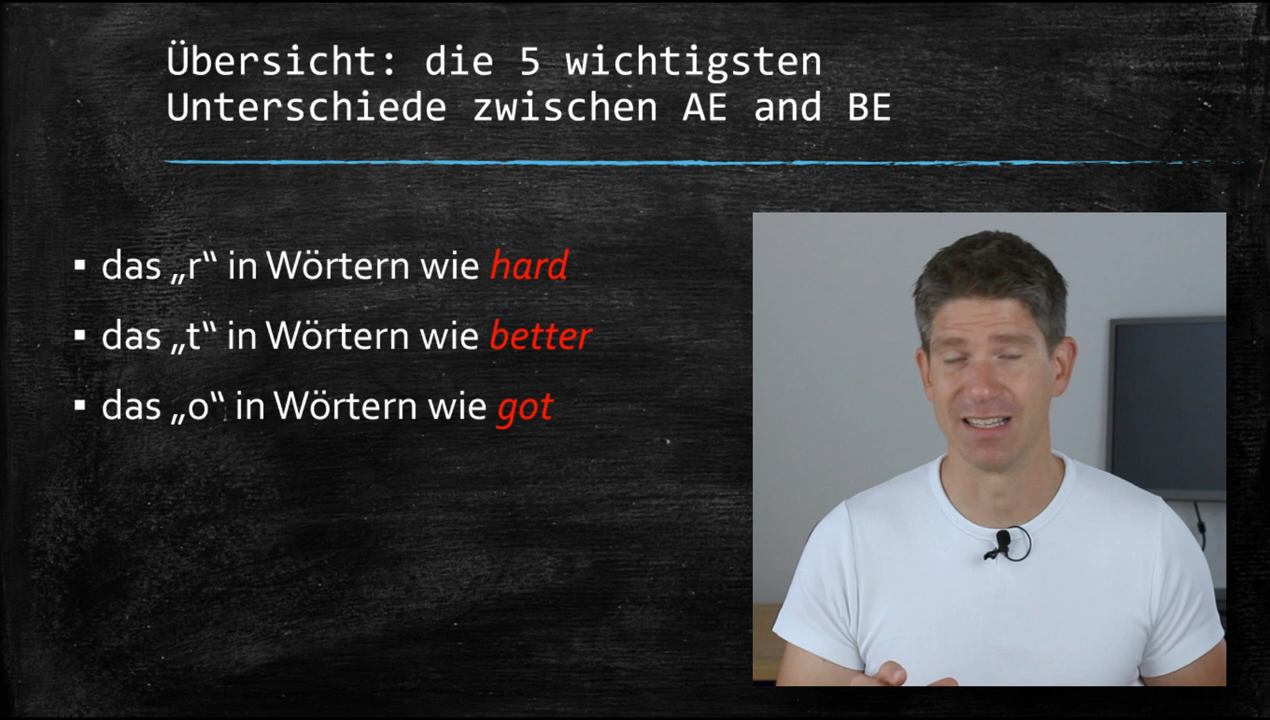 Übersicht: die 5 wichtigsten
Unterschiede zwischen AE and BE
▪ das „r“ in Wörtern wie hard
▪ das „t“ in Wörtern wie better
▪ das „o“ in Wörtern wie got